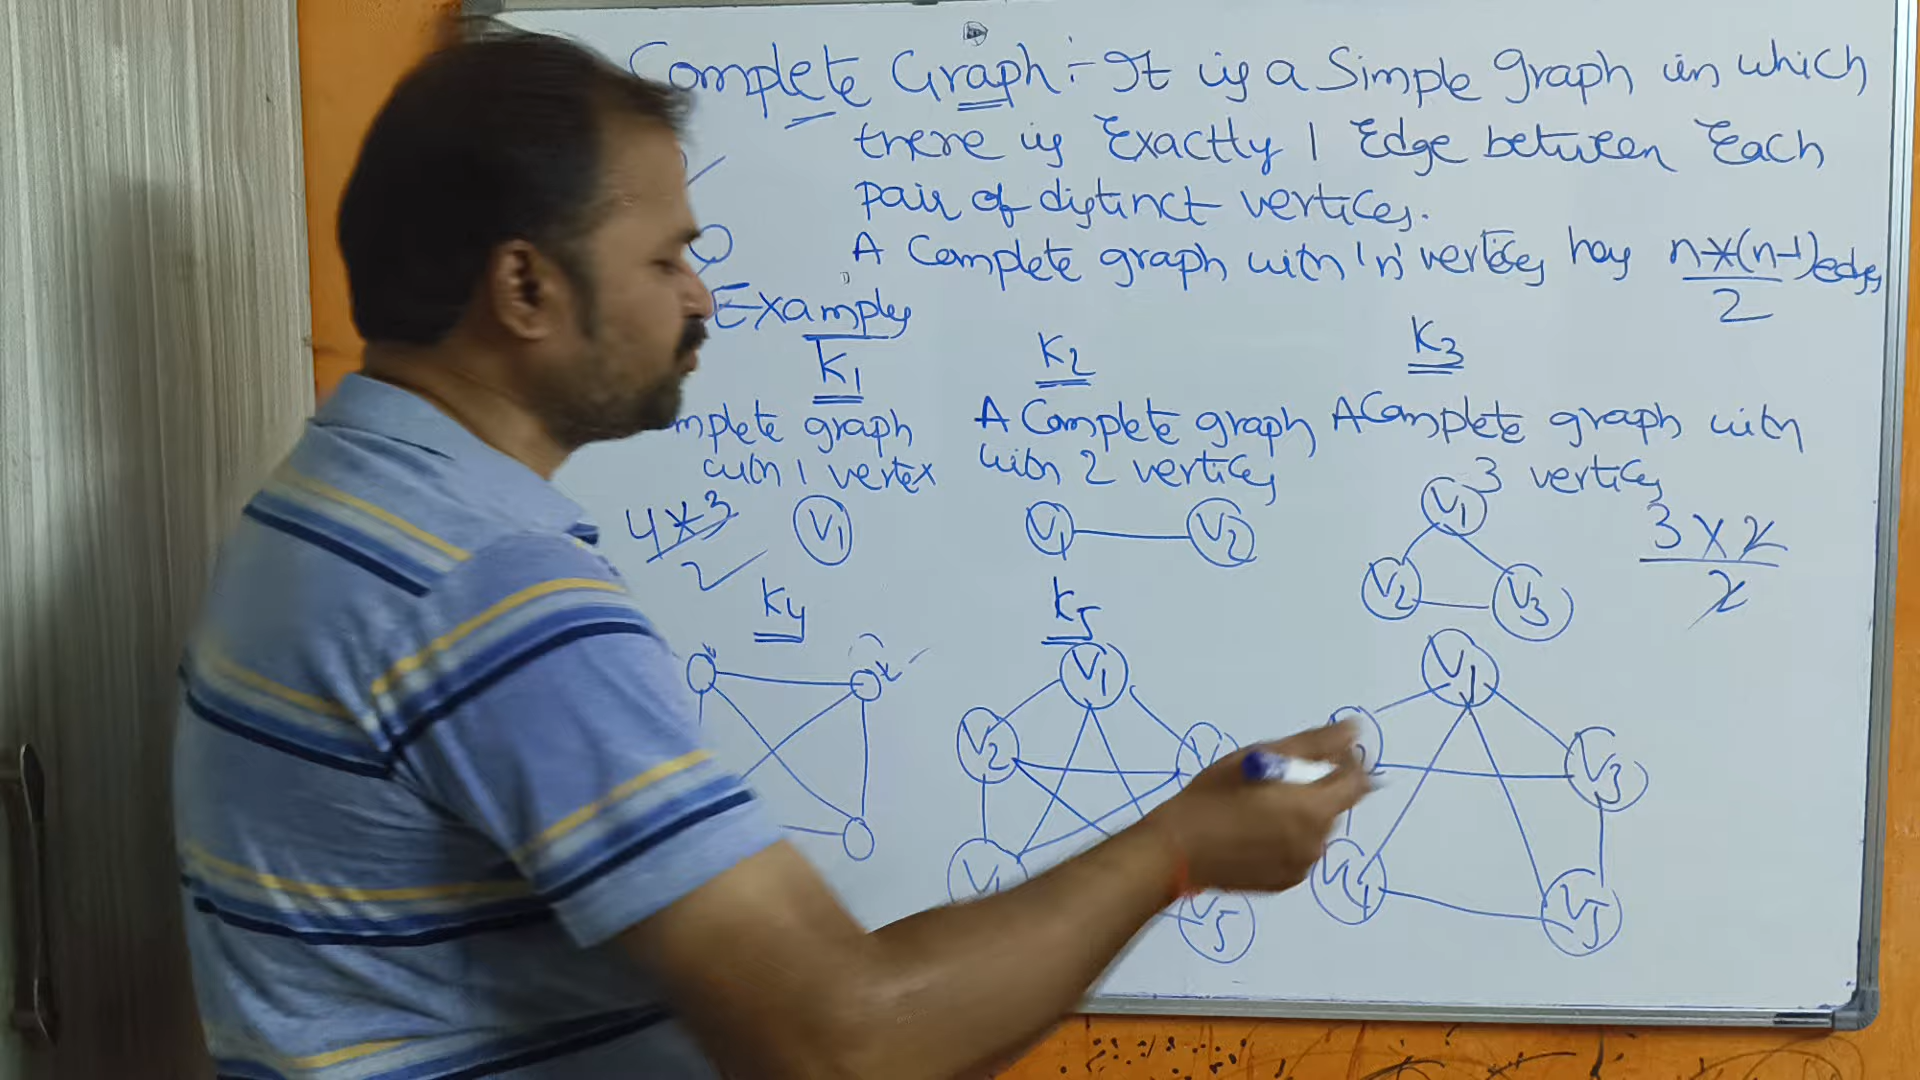 Complete Graph :- It is a Simple graph in which
there is Exactly 1 Edge between Each
pair of distinct vertices.
A Complete graph with 'n' vertices has n*(n-1) edges
2
Examples
K1 K2 K3
mplete graph A Complete graph A Complete graph with
with 1 vertex with 2 vertices 3 vertices
4*3
2
V1
V1 V2
V1
V2 V3
3 x 2
2
K4 K5
V1
V2 V
V5
V1
2 V3
V4 V5